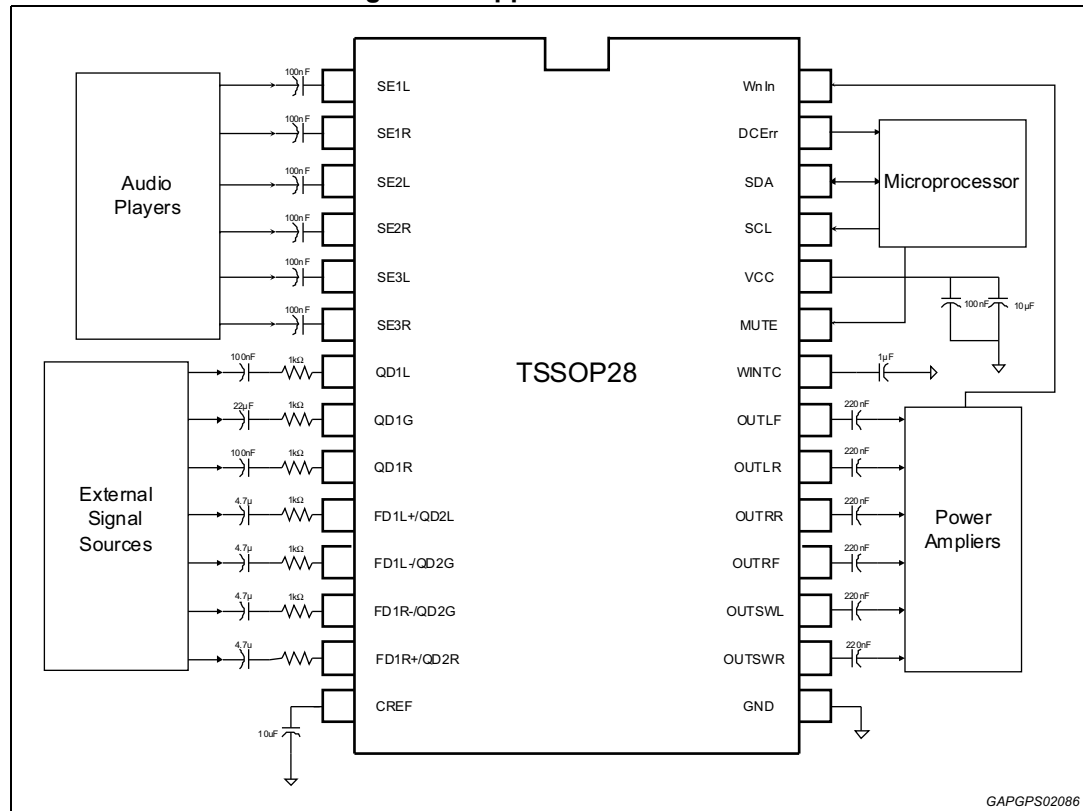 100nF SE1L WnIn
100nF SE1R DCErr
100nF SE2L SDA
Audio
Players
Microprocessor
100nF SE2R SCL
100nF SE3L VCC
100nF 10µF
100nF SE3R MUTE
100nF 1kΩ QD1L TSSOP28 WINTC 1µF
22µF 1kΩ QD1G OUTLF 220nF
100nF 1kΩ QD1R OUTLR 220nF
External
Signal
Sources
4.7µ 1kΩ FD1L+/QD2L OUTRR 220nF
Power
Ampliers
4.7µ 1kΩ FD1L-/QD2G OUTRF 220nF
4.7µ 1kΩ FD1R-/QD2G OUTSWL 220nF
4.7u FD1R+/QD2R OUTSWR 220nF
CREF GND
10uF
GAPGPS02086